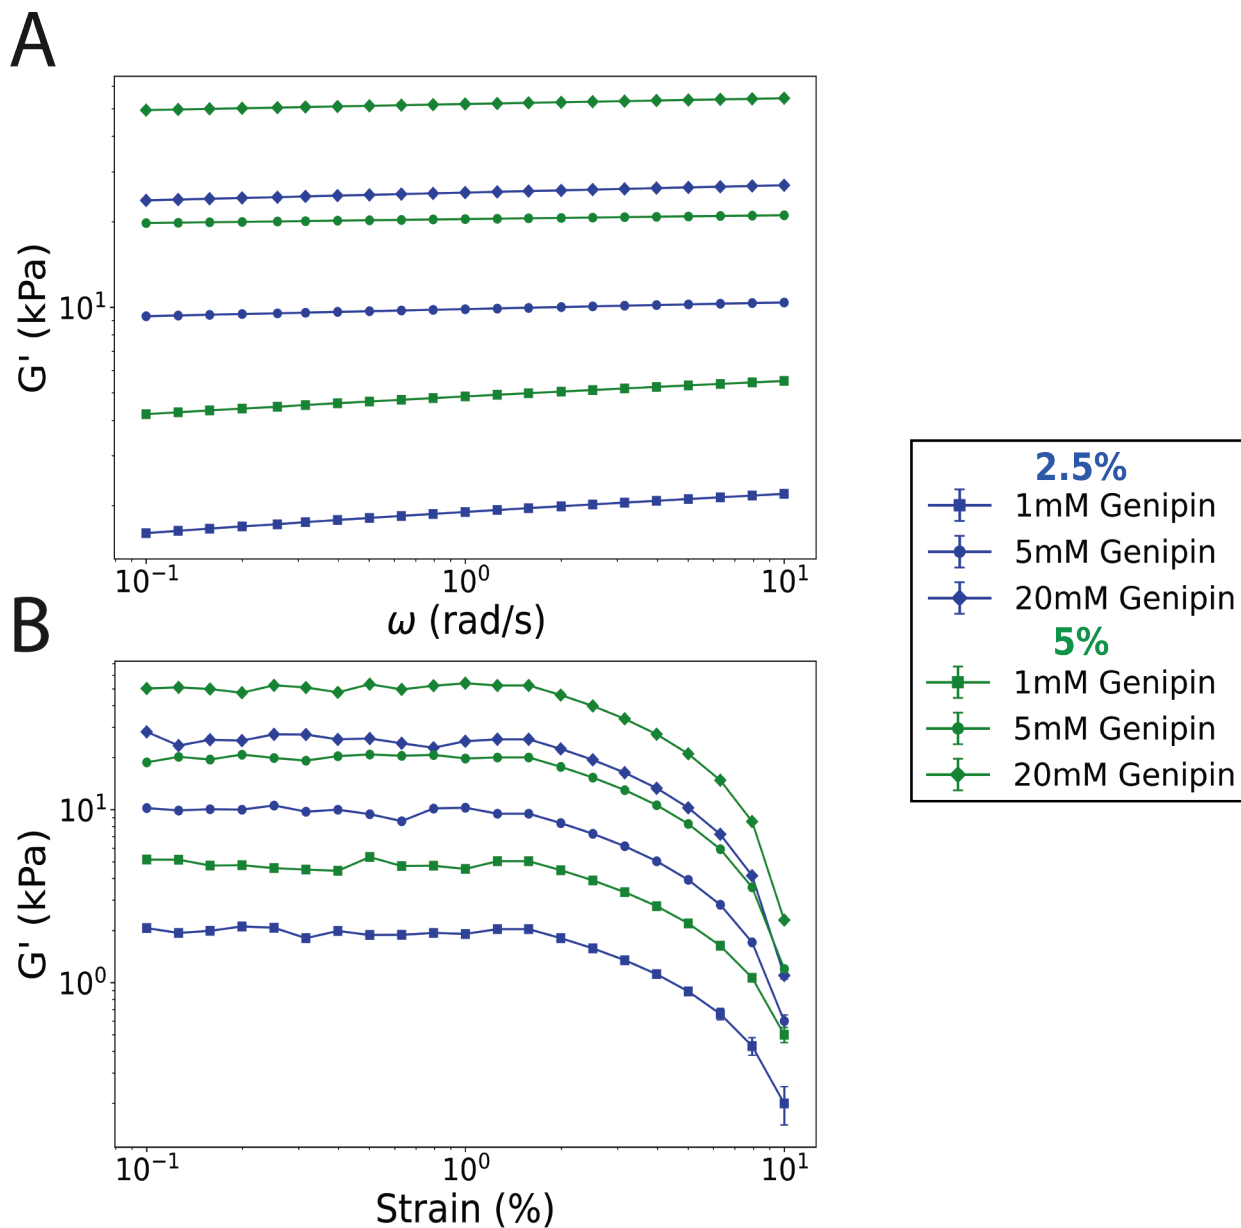 A
G' (kPa)
10¹
10⁻¹ 10⁰ 10¹
ω (rad/s)
B
G' (kPa)
10¹
10⁰
10⁻¹ 10⁰ 10¹
Strain (%)
2.5%
1mM Genipin
5mM Genipin
20mM Genipin
5%
1mM Genipin
5mM Genipin
20mM Genipin